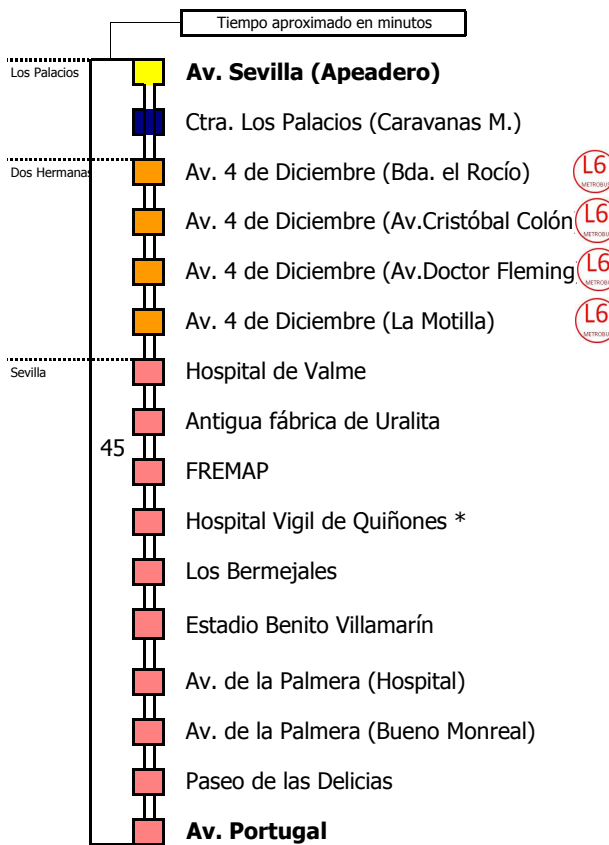 Tiempo aproximado en minutos
Los Palacios
Av. Sevilla (Apeadero)
Ctra. Los Palacios (Caravanas M.)
Dos Hermanas
Av. 4 de Diciembre (Bda. el Rocío)
L6
METROBUS
Av. 4 de Diciembre (Av.Cristóbal Colón
L6
METROBUS
Av. 4 de Diciembre (Av.Doctor Fleming
L6
METROBUS
Av. 4 de Diciembre (La Motilla)
L6
METROBUS
Sevilla
Hospital de Valme
Antigua fábrica de Uralita
45
FREMAP
Hospital Vigil de Quiñones *
Los Bermejales
Estadio Benito Villamarín
Av. de la Palmera (Hospital)
Av. de la Palmera (Bueno Monreal)
Paseo de las Delicias
Av. Portugal